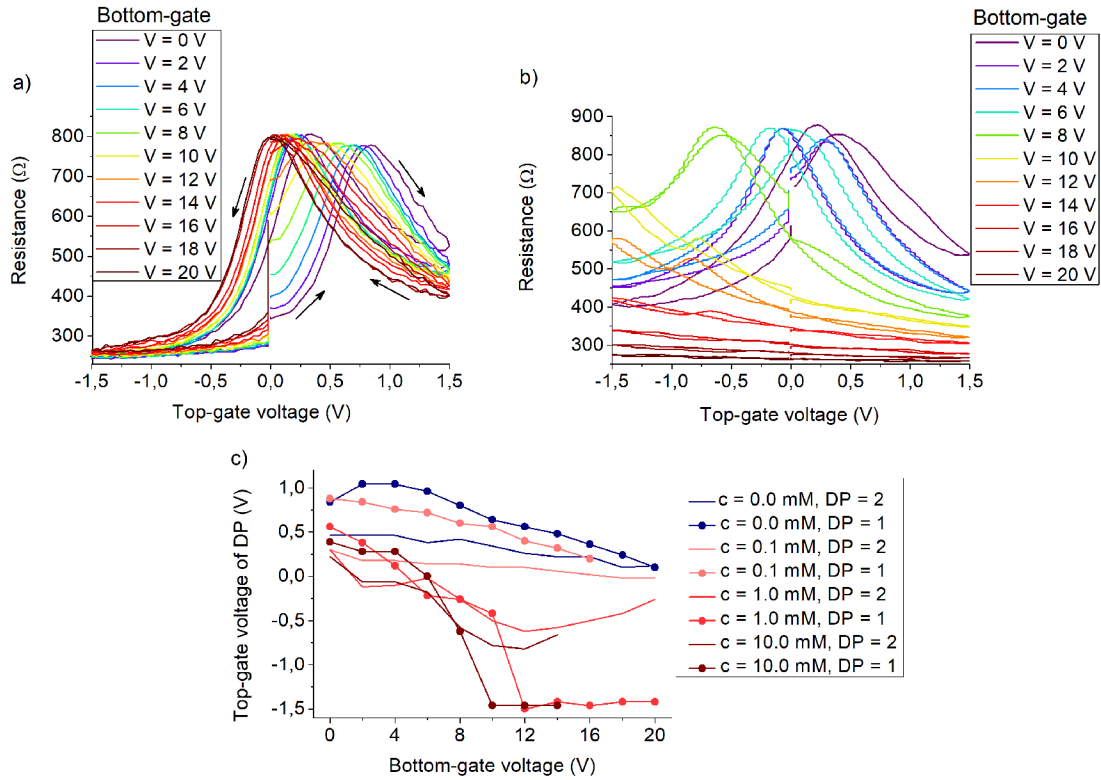 Bottom-gate
V = 0 V
V = 2 V
V = 4 V
V = 6 V
V = 8 V
V = 10 V
V = 12 V
V = 14 V
V = 16 V
V = 18 V
V = 20 V
a)
Resistance (Ω)
800
700
600
500
400
300
-1,5
-1,0
-0,5
0,0
0,5
1,0
1,5
Top-gate voltage (V)
Bottom-gate
V = 0 V
V = 2 V
V = 4 V
V = 6 V
V = 8 V
V = 10 V
V = 12 V
V = 14 V
V = 16 V
V = 18 V
V = 20 V
b)
Resistance (Ω)
900
800
700
600
500
400
300
-1,5
-1,0
-0,5
0,0
0,5
1,0
1,5
Top-gate voltage (V)
c)
Top-gate voltage of DP (V)
1,0
0,5
0,0
-0,5
-1,0
-1,5
0
4
8
12
16
20
Bottom-gate voltage (V)
c = 0.0 mM, DP = 2
c = 0.0 mM, DP = 1
c = 0.1 mM, DP = 2
c = 0.1 mM, DP = 1
c = 1.0 mM, DP = 2
c = 1.0 mM, DP = 1
c = 10.0 mM, DP = 2
c = 10.0 mM, DP = 1